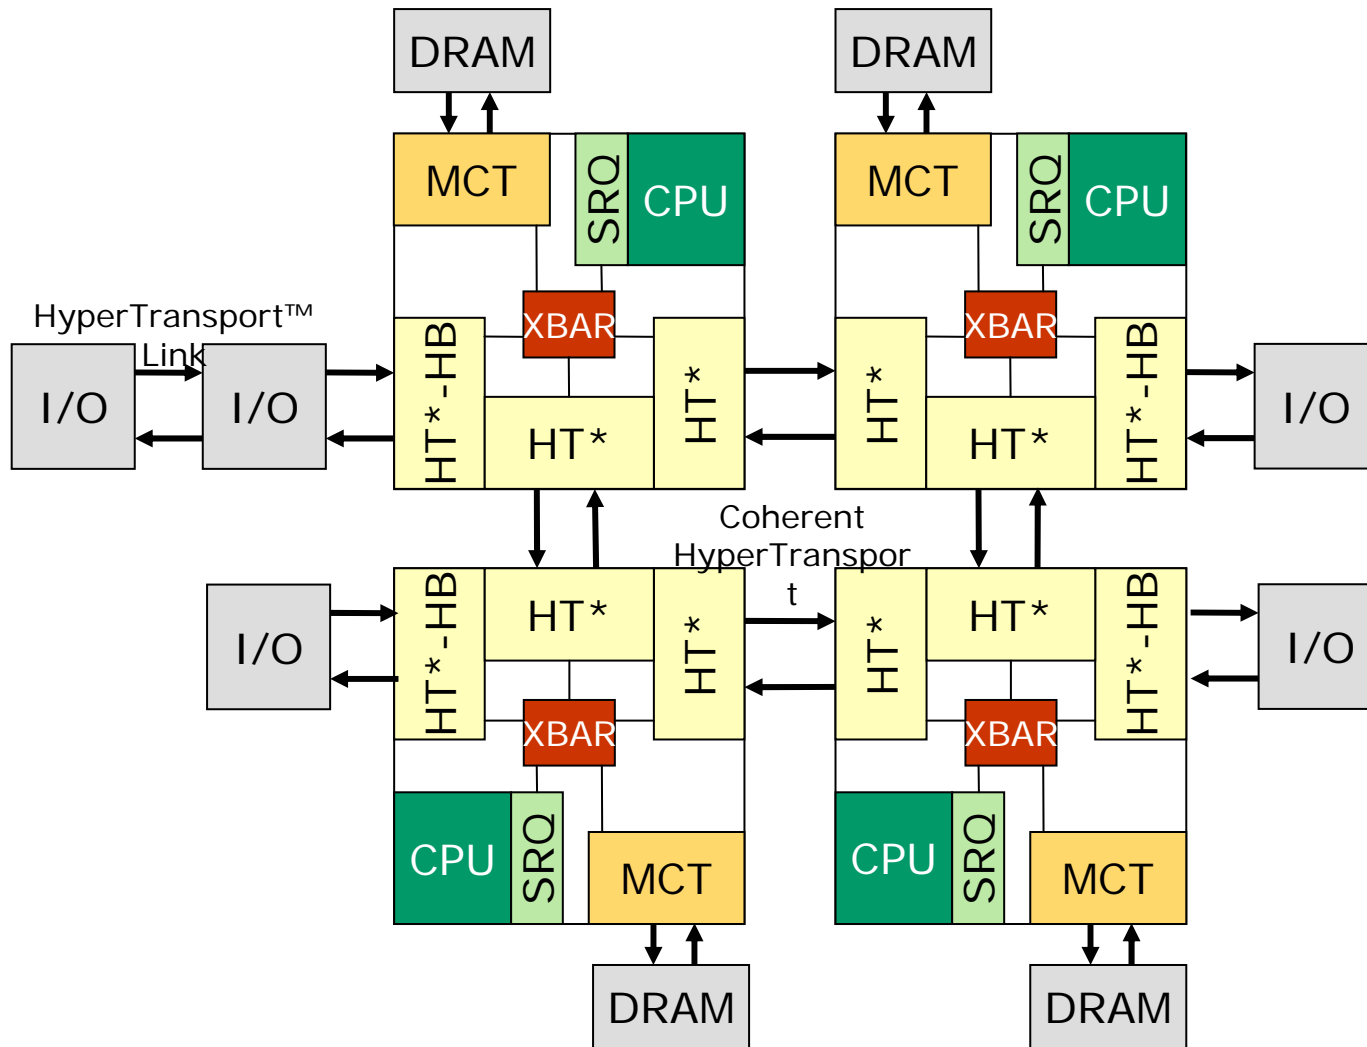 DRAM
DRAM
MCT
SRQ
CPU
MCT
SRQ
CPU
HyperTransport™
Link
XBAR
XBAR
I/O
I/O
HT*-HB
HT*
HT*
HT*
HT*
HT*-HB
I/O
Coherent
HyperTranspor
t
I/O
HT*-HB
HT*
HT*
HT*
HT*
HT*-HB
I/O
XBAR
XBAR
CPU
SRQ
MCT
CPU
SRQ
MCT
DRAM
DRAM